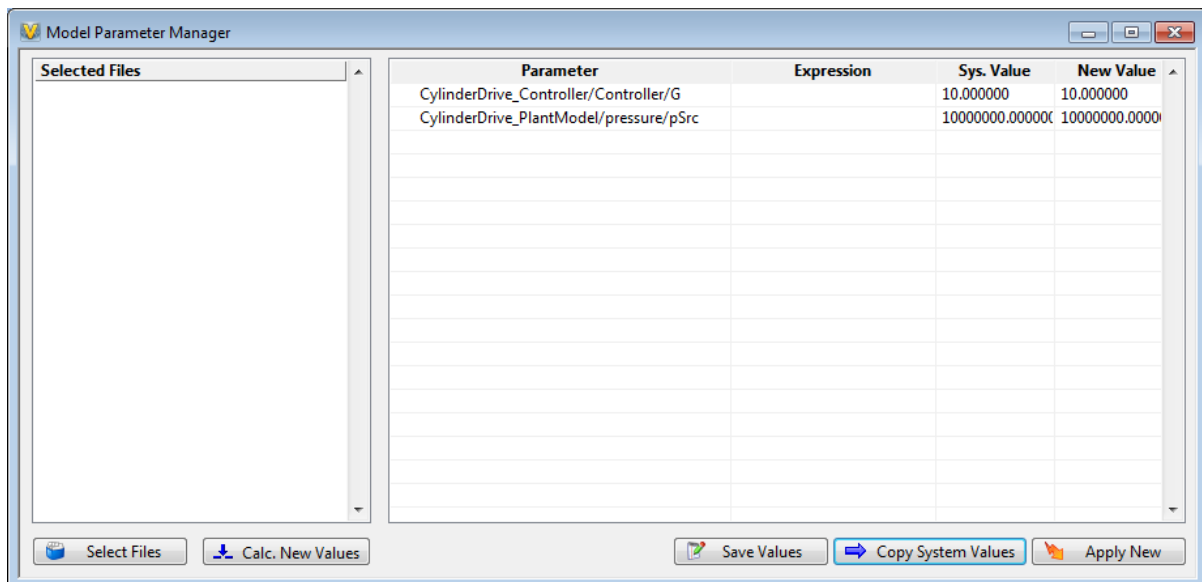 Model Parameter Manager
Selected Files
Parameter Expression Sys. Value New Value
CylinderDrive_Controller/Controller/G 10.000000 10.000000
CylinderDrive_PlantModel/pressure/pSrc 10000000.000000 10000000.0000
Select Files Calc. New Values Save Values Copy System Values Apply New